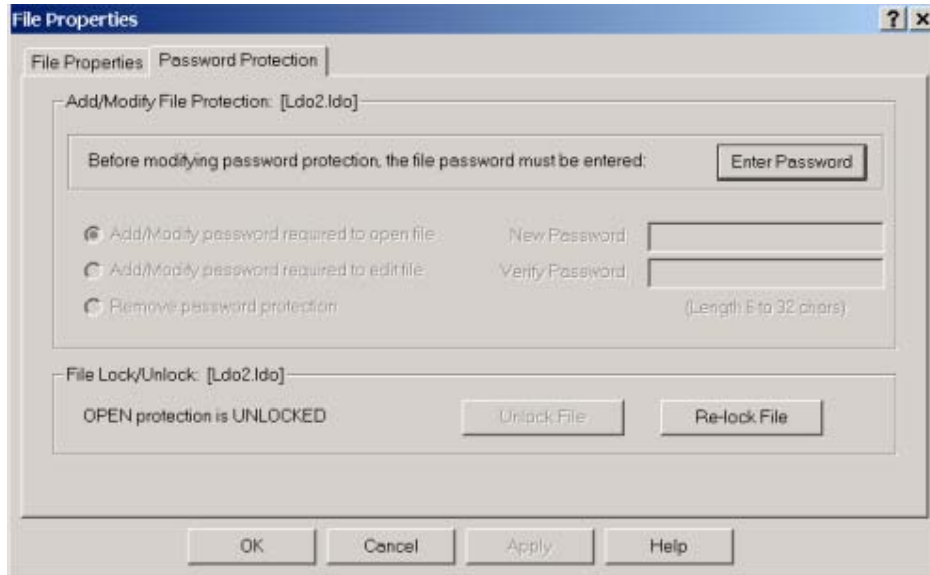 File Properties
File Properties Password Protection
Add/Modify File Protection: [Ldo2.ldo]
Before modifying password protection, the file password must be entered: Enter Password
Add/Modify password required to open file New Password
Add/Modify password required to edit file Verify Password
Remove password protection (Length 6 to 32 chars)
File Lock/Unlock: [Ldo2.ldo]
OPEN protection is UNLOCKED Unlock File Re-lock File
OK Cancel Apply Help